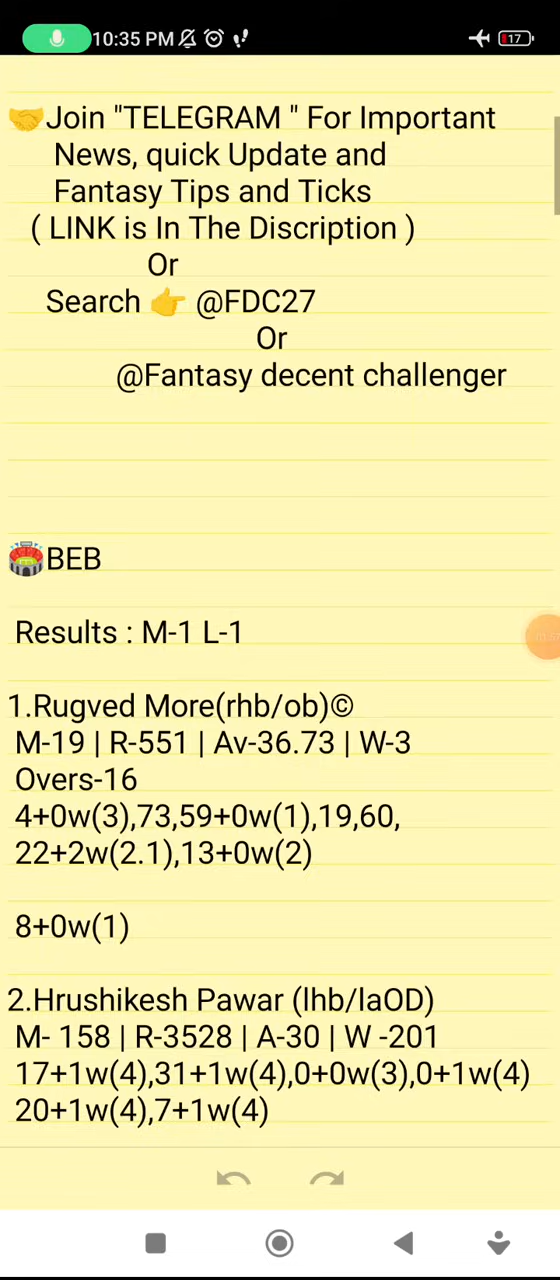 10:35 PM
17
🤝Join "TELEGRAM " For Important
News, quick Update and
Fantasy Tips and Ticks
( LINK is In The Discription )
Or
Search 👉 @FDC27
Or
@Fantasy decent challenger
🏟️BEB
Results : M-1 L-1
1.Rugved More(rhb/ob)©
M-19 | R-551 | Av-36.73 | W-3
Overs-16
4+0w(3),73,59+0w(1),19,60,
22+2w(2.1),13+0w(2)
8+0w(1)
2.Hrushikesh Pawar (lhb/laOD)
M- 158 | R-3528 | A-30 | W -201
17+1w(4),31+1w(4),0+0w(3),0+1w(4)
20+1w(4),7+1w(4)